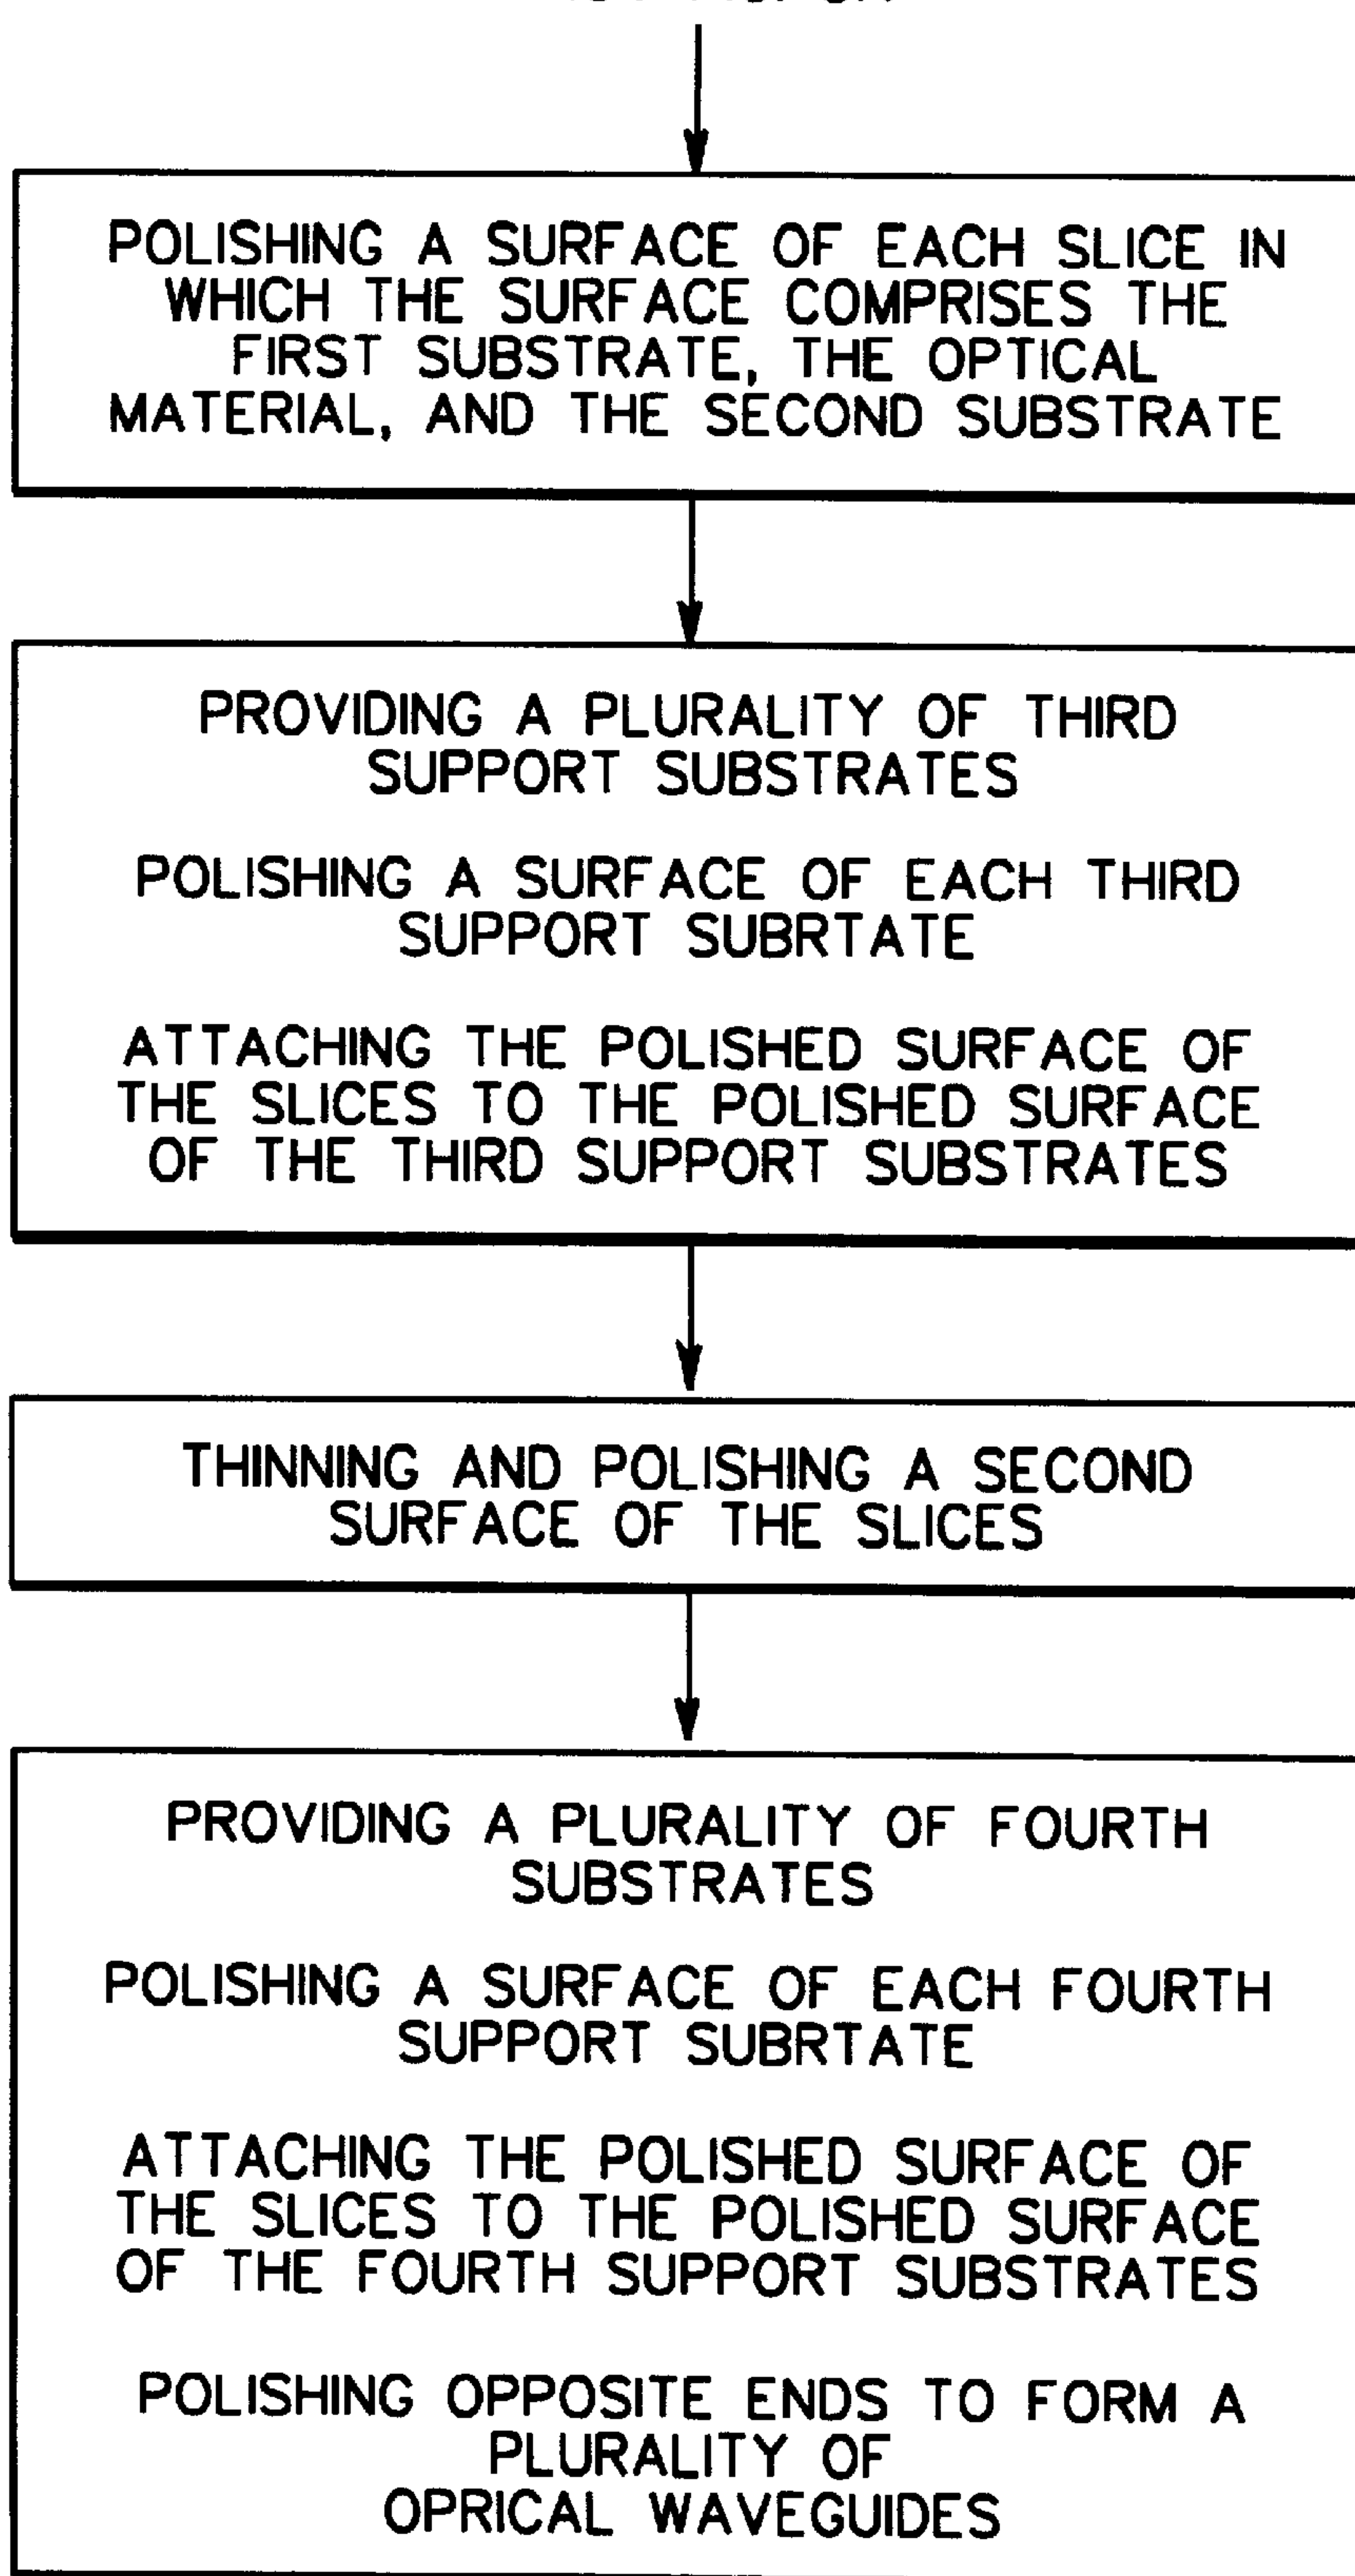 POLISHING A SURFACE OF EACH SLICE IN
WHICH THE SURFACE COMPRISES THE
FIRST SUBSTRATE, THE OPTICAL
MATERIAL, AND THE SECOND SUBSTRATE
PROVIDING A PLURALITY OF THIRD
SUPPORT SUBSTRATES
POLISHING A SURFACE OF EACH THIRD
SUPPORT SUBRTATE
ATTACHING THE POLISHED SURFACE OF
THE SLICES TO THE POLISHED SURFACE
OF THE THIRD SUPPORT SUBSTRATES
THINNING AND POLISHING A SECOND
SURFACE OF THE SLICES
PROVIDING A PLURALITY OF FOURTH
SUBSTRATES
POLISHING A SURFACE OF EACH FOURTH
SUPPORT SUBRTATE
ATTACHING THE POLISHED SURFACE OF
THE SLICES TO THE POLISHED SURFACE
OF THE FOURTH SUPPORT SUBSTRATES
POLISHING OPPOSITE ENDS TO FORM A
PLURALITY OF
OPRICAL WAVEGUIDES